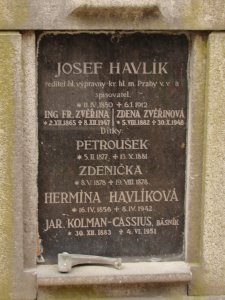 JOSEF HAVLÍK
ředitel hl. výpravny kr. hl. m. Prahy v. v. a
spisovatel.
* 11. IV. 1850 + 6. I. 1912
ING. FR. ZVĚŘINA ZDENA ZVĚŘINOVÁ
* 2. XII. 1865 + 8. XII. 1947 * 5. VIII. 1882 + 30. X. 1948
Dítky:
PETROUŠEK
* 5. II. 1877 + 13. X. 1881
ZDENIČKA
* 8. V. 1878 + 19. VIII. 1878.
HERMÍNA HAVLÍKOVÁ
* 16. IV. 1856 + 8. IV. 1942.
JAR. KOLMAN-CASSIUS, BÁSNÍK
* 30. XII. 1883 + 4. VI. 1951